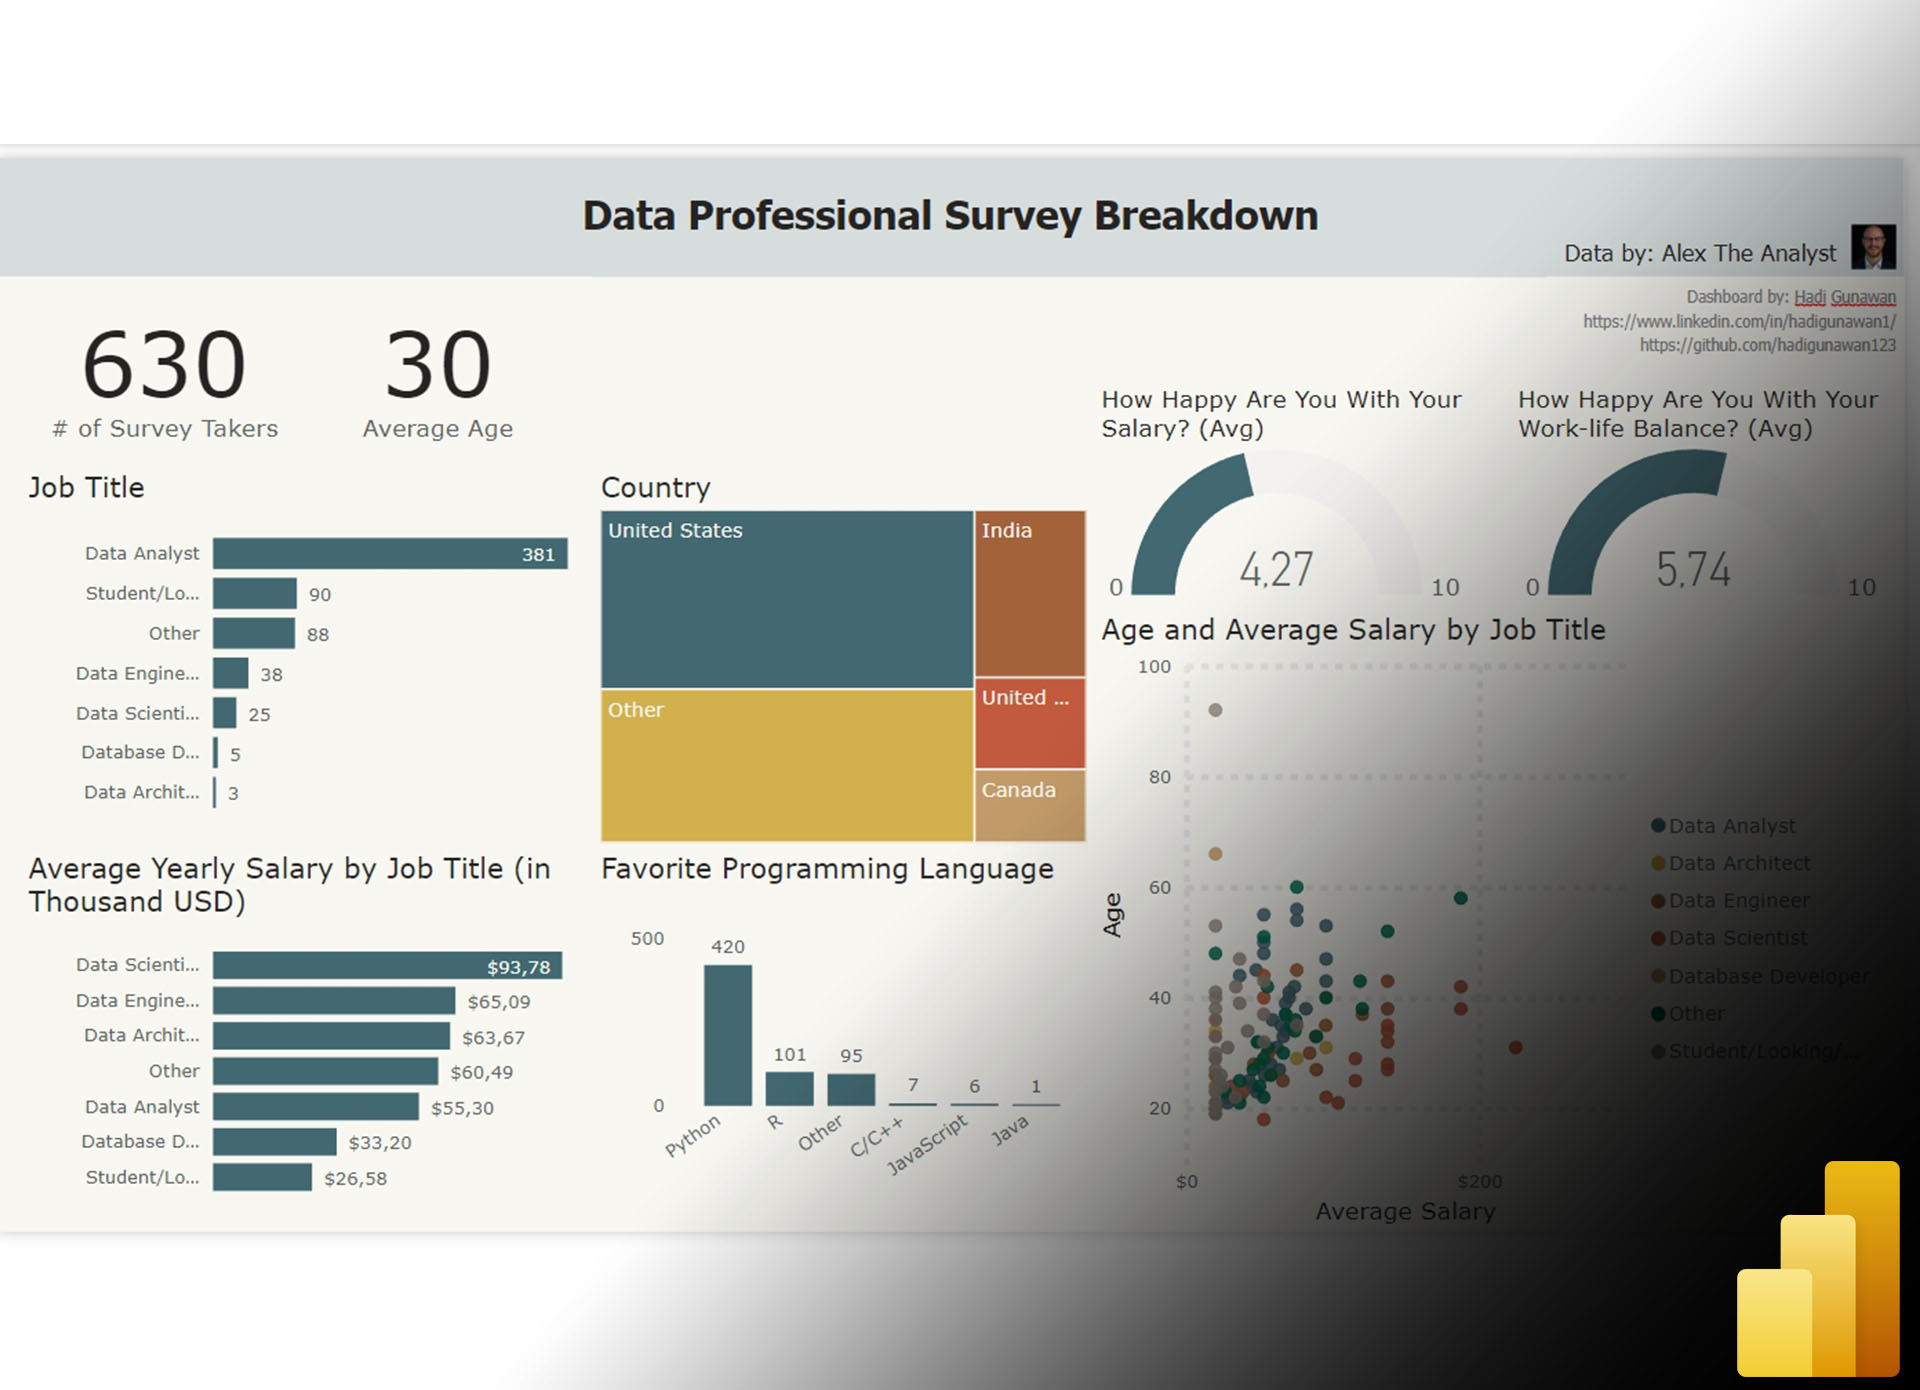 Data Professional Survey Breakdown
Data by: Alex The Analyst
Dashboard by: Hadi Gunawan
https://www.linkedin.com/in/hadigunawan1/
https://github.com/hadigunawan123
630
# of Survey Takers
30
Average Age
Job Title
Data Analyst
381
Student/Lo...
90
Other
88
Data Engine...
38
Data Scienti...
25
Database D...
5
Data Archit...
3
Average Yearly Salary by Job Title (in
Thousand USD)
Data Scienti...
$93,78
Data Engine...
$65,09
Data Archit...
$63,67
Other
$60,49
Data Analyst
$55,30
Database D...
$33,20
Student/Lo...
$26,58
Country
United States
India
Other
United ...
Canada
Favorite Programming Language
500
0
420
101
95
7
6
1
Python
R
Other
C/C++
JavaScript
Java
How Happy Are You With Your
Salary? (Avg)
0
4,27
10
How Happy Are You With Your
Work-life Balance? (Avg)
0
5,74
10
Age and Average Salary by Job Title
Age
100
80
60
40
20
$0
$200
Average Salary
Data Analyst
Data Architect
Data Engineer
Data Scientist
Database Developer
Other
Student/Looking/...